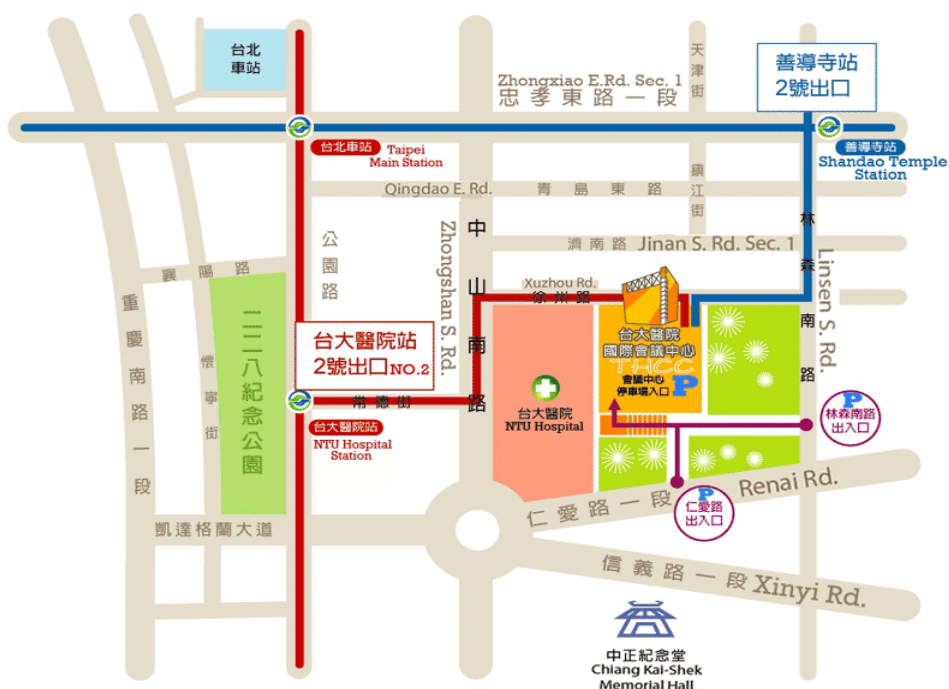 台北
車站
Zhongxiao E.Rd. Sec. 1
忠孝東路一段
天津街
善導寺站
2號出口
台北車站
Taipei
Main Station
善導寺站
Shandao Temple
Station
Qingdao E. Rd.
青島東路
鎮江街
公園路
Zhongshan S. Rd.
中山南路
濟南路 Jinan S. Rd. Sec. 1
林森南路
Linsen S. Rd.
襄陽路
Xuzhou Rd.
徐州路
重慶南路一段
懷寧街
二二八紀念公園
台大醫院站
2號出口NO.2
台大醫院
國際會議中心
THCC
會議中心
停車場入口 P
常德街
台大醫院
NTU Hospital
台大醫院站
NTU Hospital
Station
P
林森南路
出入口
P
仁愛路
出入口
仁愛路一段 Renai Rd.
凱達格蘭大道
信義路一段 Xinyi Rd.
中正紀念堂
Chiang Kai-Shek
Memorial Hall